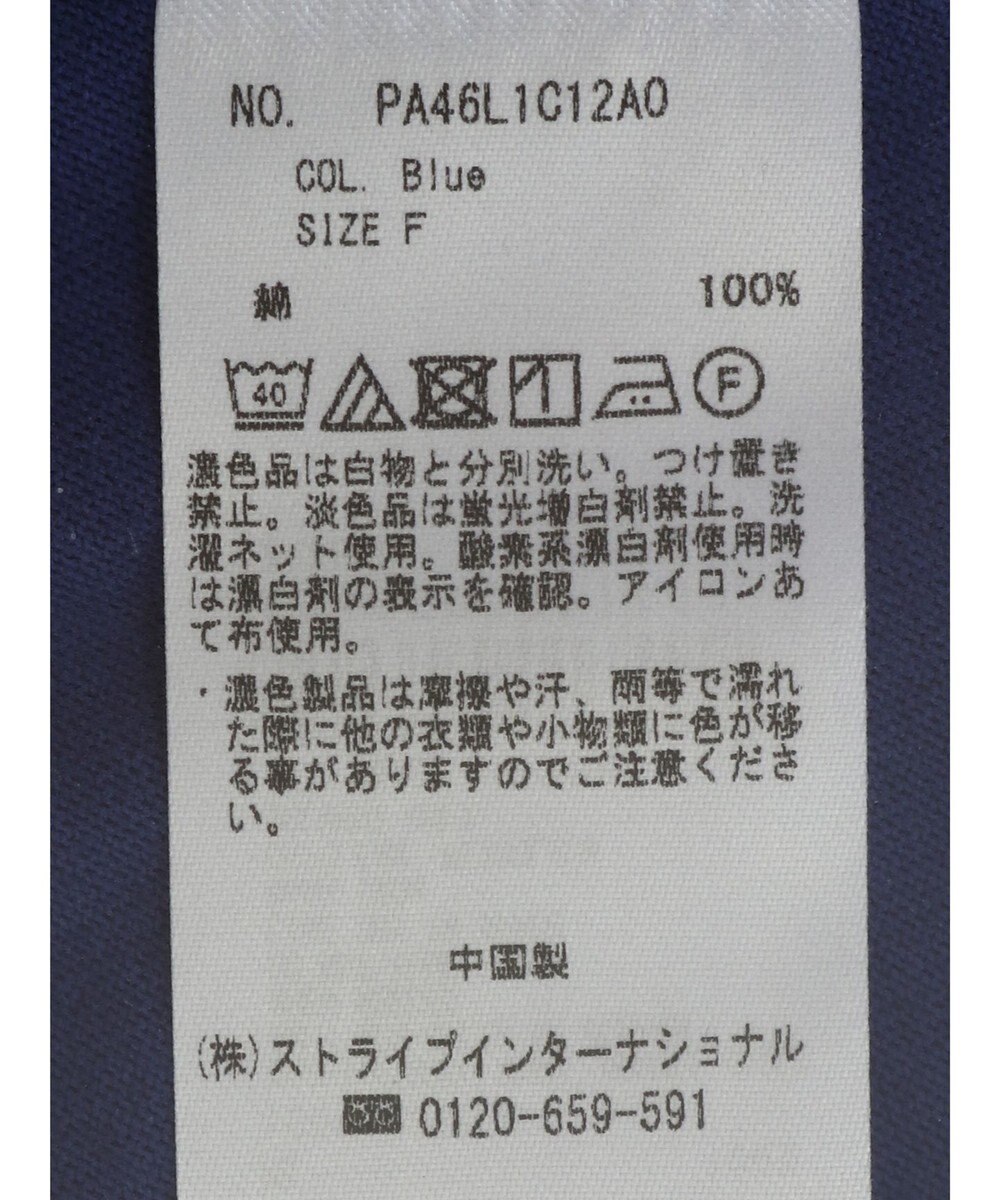 NO. PA46L1C12A0
COL. Blue
SIZE F
綿 100%
40
F
濃色品は白物と分別洗い。つけ置き
禁止。淡色品は蛍光増白剤禁止。洗
濯ネット使用。酸素系漂白剤使用時
は漂白剤の表示を確認。アイロンあ
て布使用。
・濃色製品は摩擦や汗、雨等で濡れ
た際に他の衣類や小物類に色が移
る事がありますのでご注意くださ
い。
中国製
(株)ストライプインターナショナル
0120-659-591